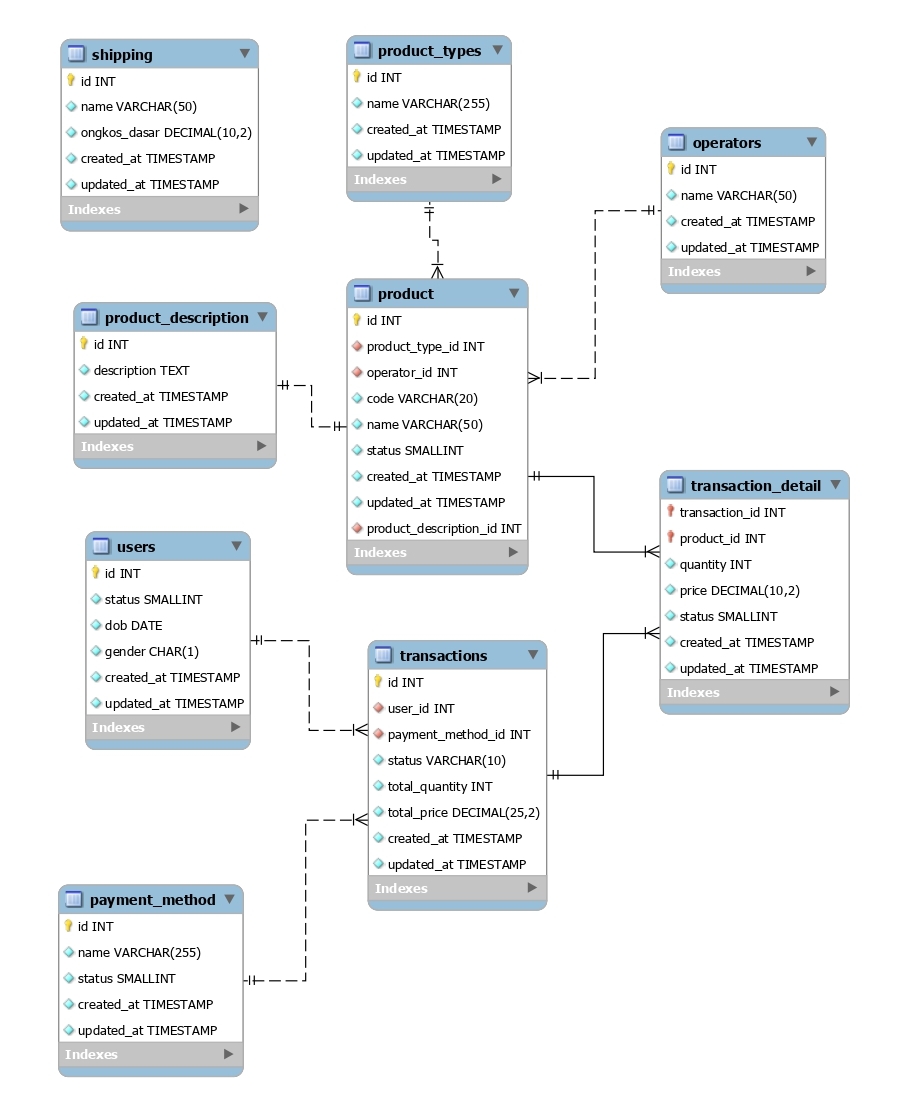 shipping
id INT
name VARCHAR(50)
ongkos_dasar DECIMAL(10,2)
created_at TIMESTAMP
updated_at TIMESTAMP
Indexes
product_types
id INT
name VARCHAR(255)
created_at TIMESTAMP
updated_at TIMESTAMP
Indexes
operators
id INT
name VARCHAR(50)
created_at TIMESTAMP
updated_at TIMESTAMP
Indexes
product_description
id INT
description TEXT
created_at TIMESTAMP
updated_at TIMESTAMP
Indexes
product
id INT
product_type_id INT
operator_id INT
code VARCHAR(20)
name VARCHAR(50)
status SMALLINT
created_at TIMESTAMP
updated_at TIMESTAMP
product_description_id INT
Indexes
transaction_detail
transaction_id INT
product_id INT
quantity INT
price DECIMAL(10,2)
status SMALLINT
created_at TIMESTAMP
updated_at TIMESTAMP
Indexes
users
id INT
status SMALLINT
dob DATE
gender CHAR(1)
created_at TIMESTAMP
updated_at TIMESTAMP
Indexes
transactions
id INT
user_id INT
payment_method_id INT
status VARCHAR(10)
total_quantity INT
total_price DECIMAL(25,2)
created_at TIMESTAMP
updated_at TIMESTAMP
Indexes
payment_method
id INT
name VARCHAR(255)
status SMALLINT
created_at TIMESTAMP
updated_at TIMESTAMP
Indexes